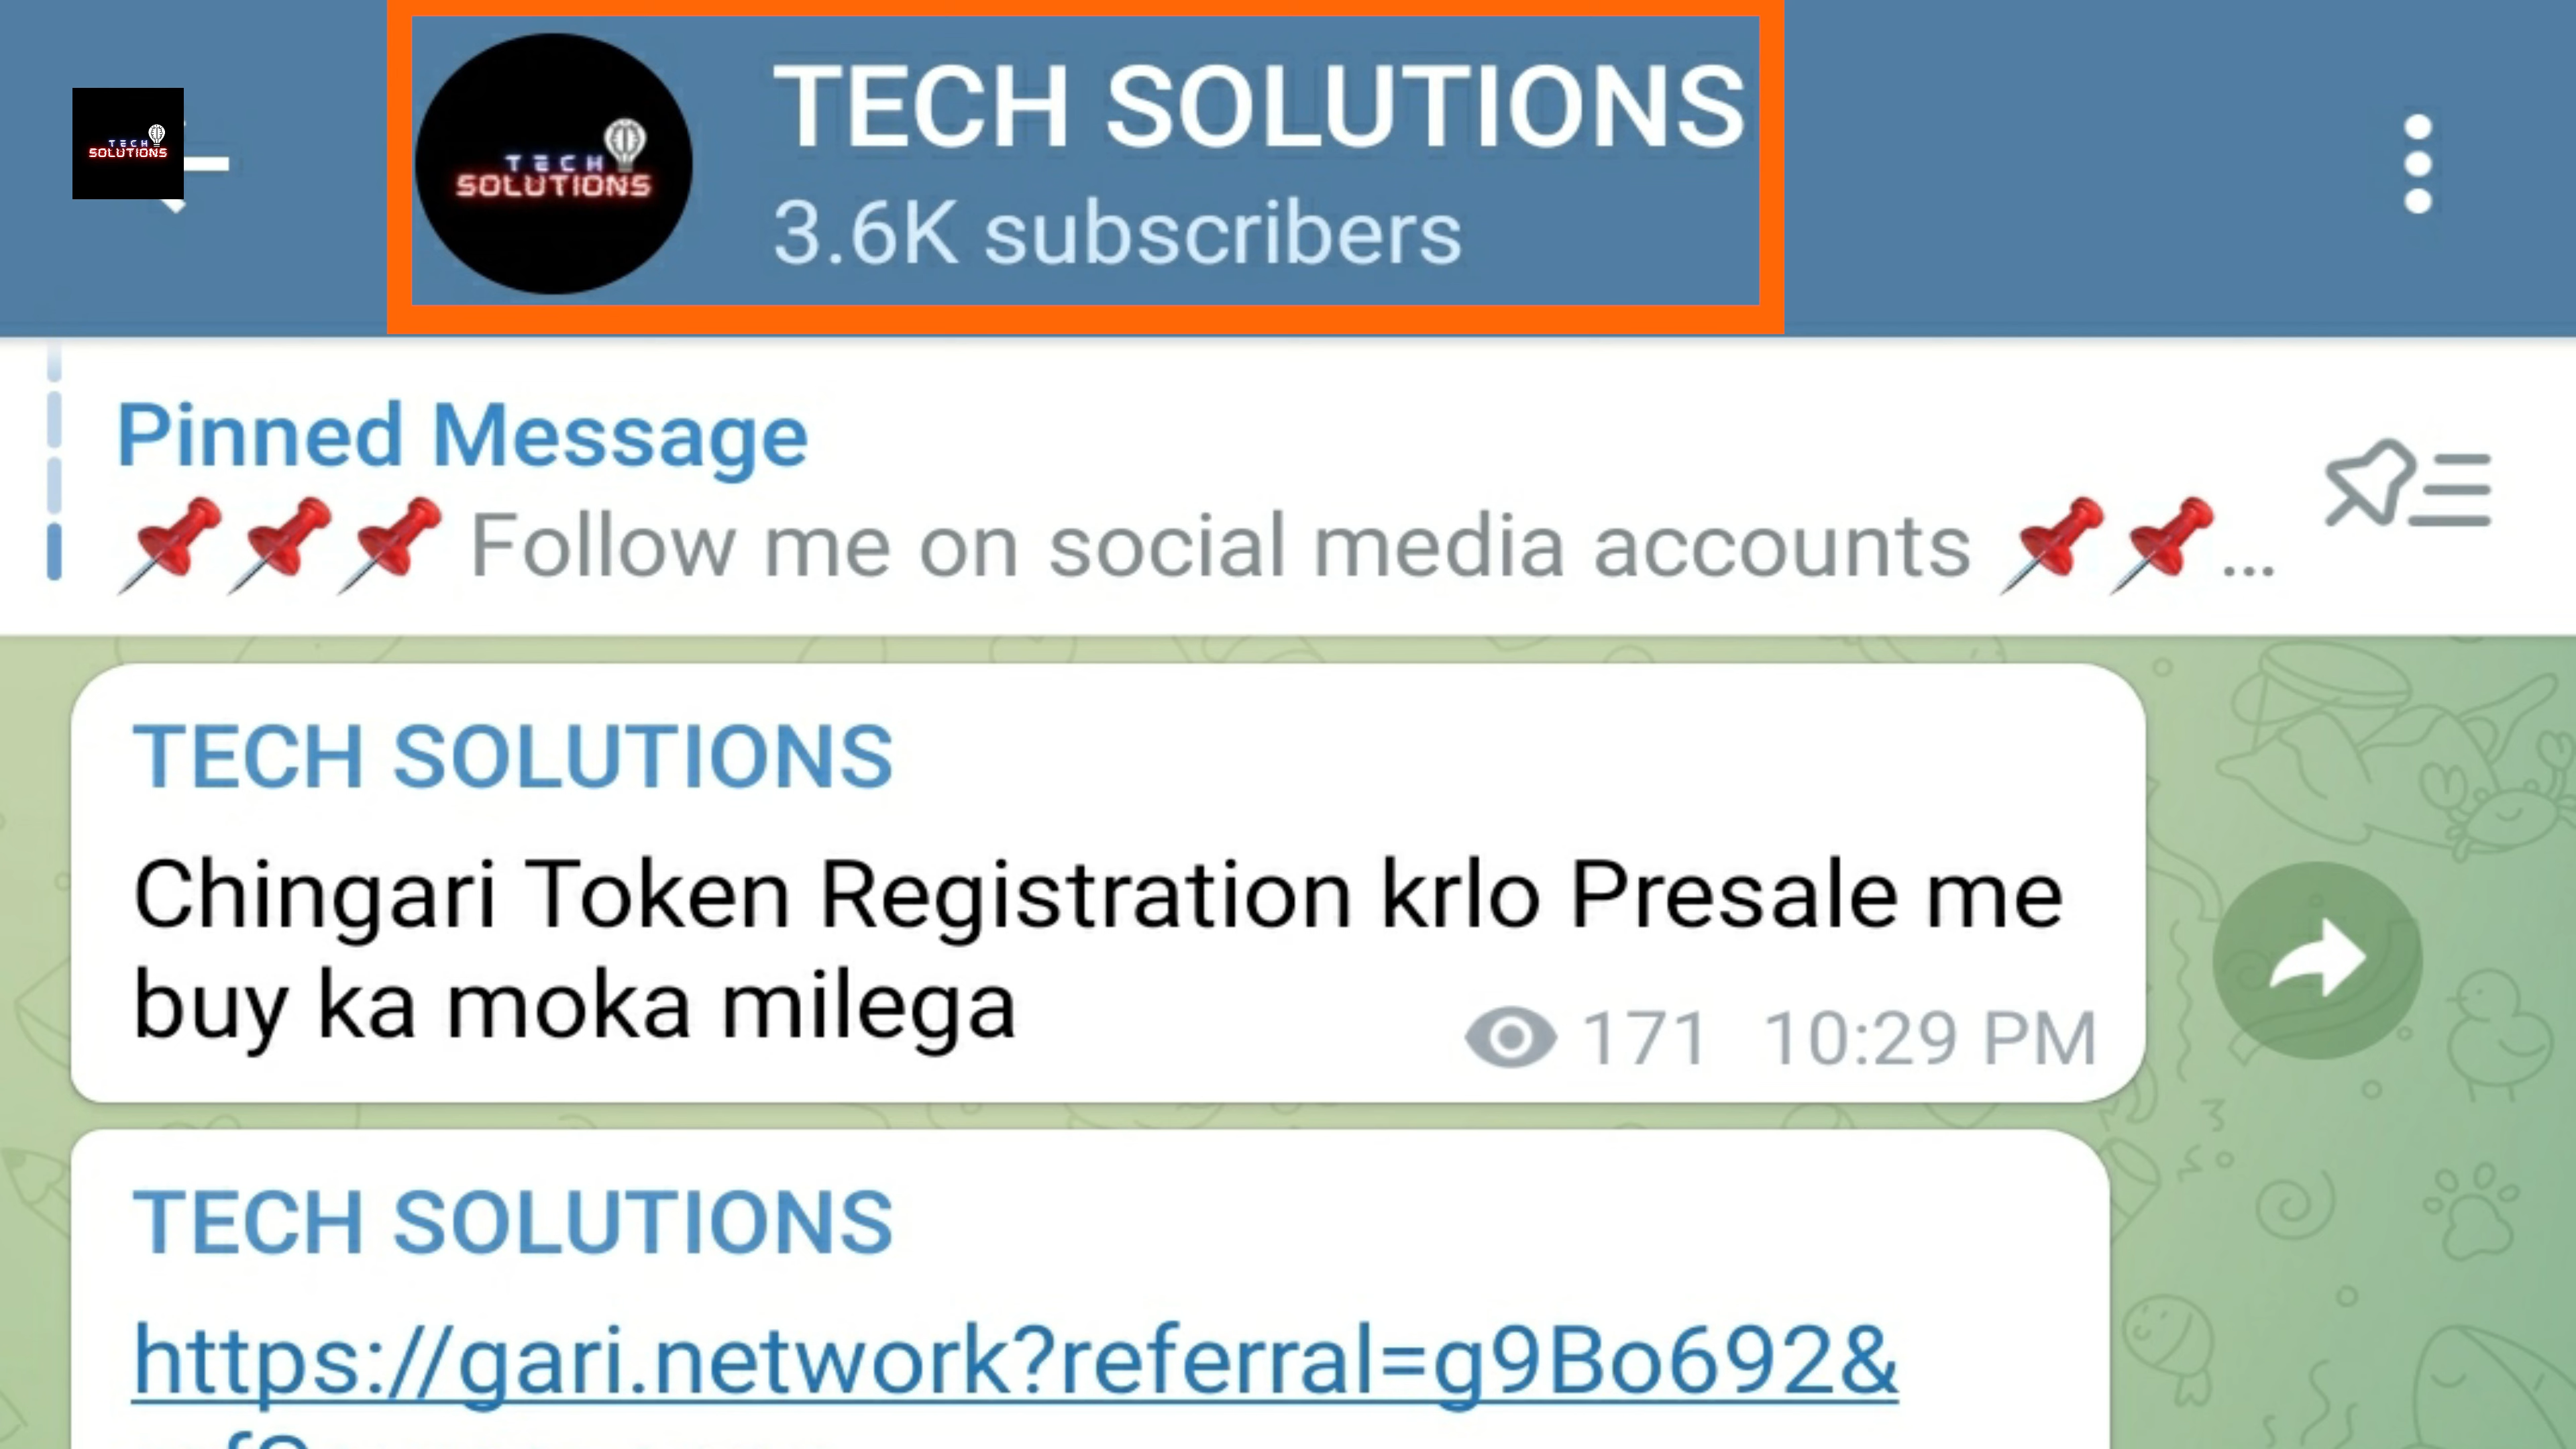 TECH
SOLUTIONS
TECH
SOLUTIONS
TECH SOLUTIONS
3.6K subscribers
Pinned Message
📌📌📌 Follow me on social media accounts 📌📌...
TECH SOLUTIONS
Chingari Token Registration krlo Presale me
buy ka moka milega
171 10:29 PM
TECH SOLUTIONS
https://gari.network?referral=g9Bo692&